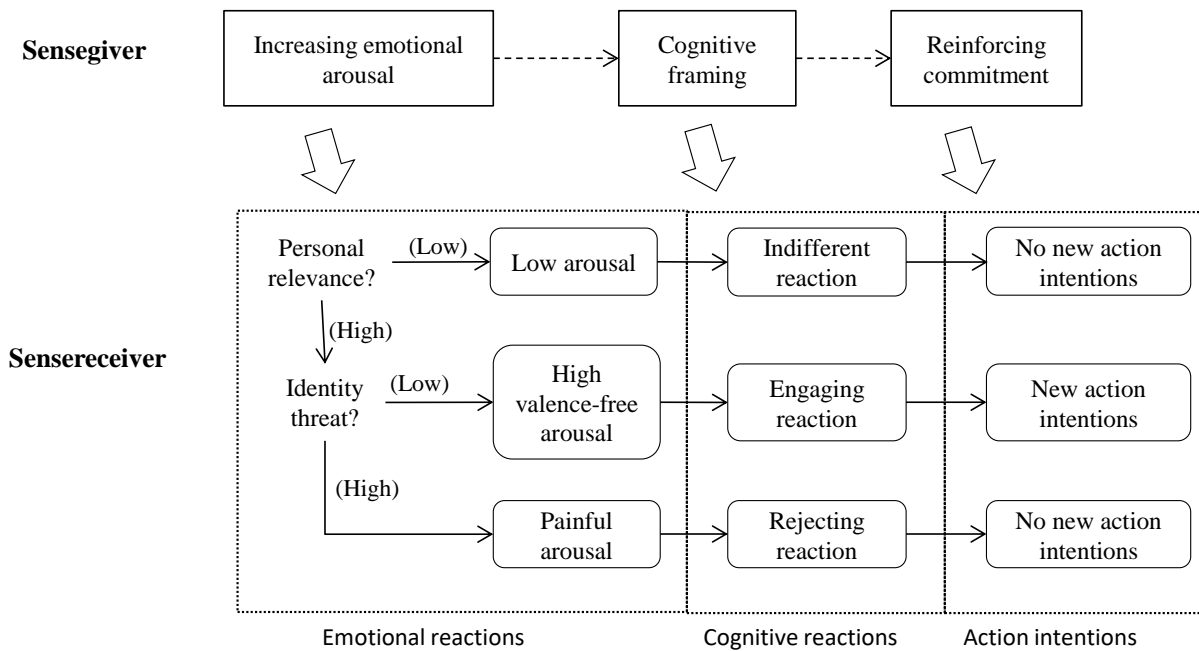 Sensegiver
Increasing emotional
arousal
Cognitive
framing
Reinforcing
commitment
Sensereceiver
Personal
relevance?
(Low)
Low arousal
Indifferent
reaction
No new action
intentions
(High)
Identity
threat?
(Low)
High
valence-free
arousal
Engaging
reaction
New action
intentions
(High)
Painful
arousal
Rejecting
reaction
No new action
intentions
Emotional reactions
Cognitive reactions
Action intentions